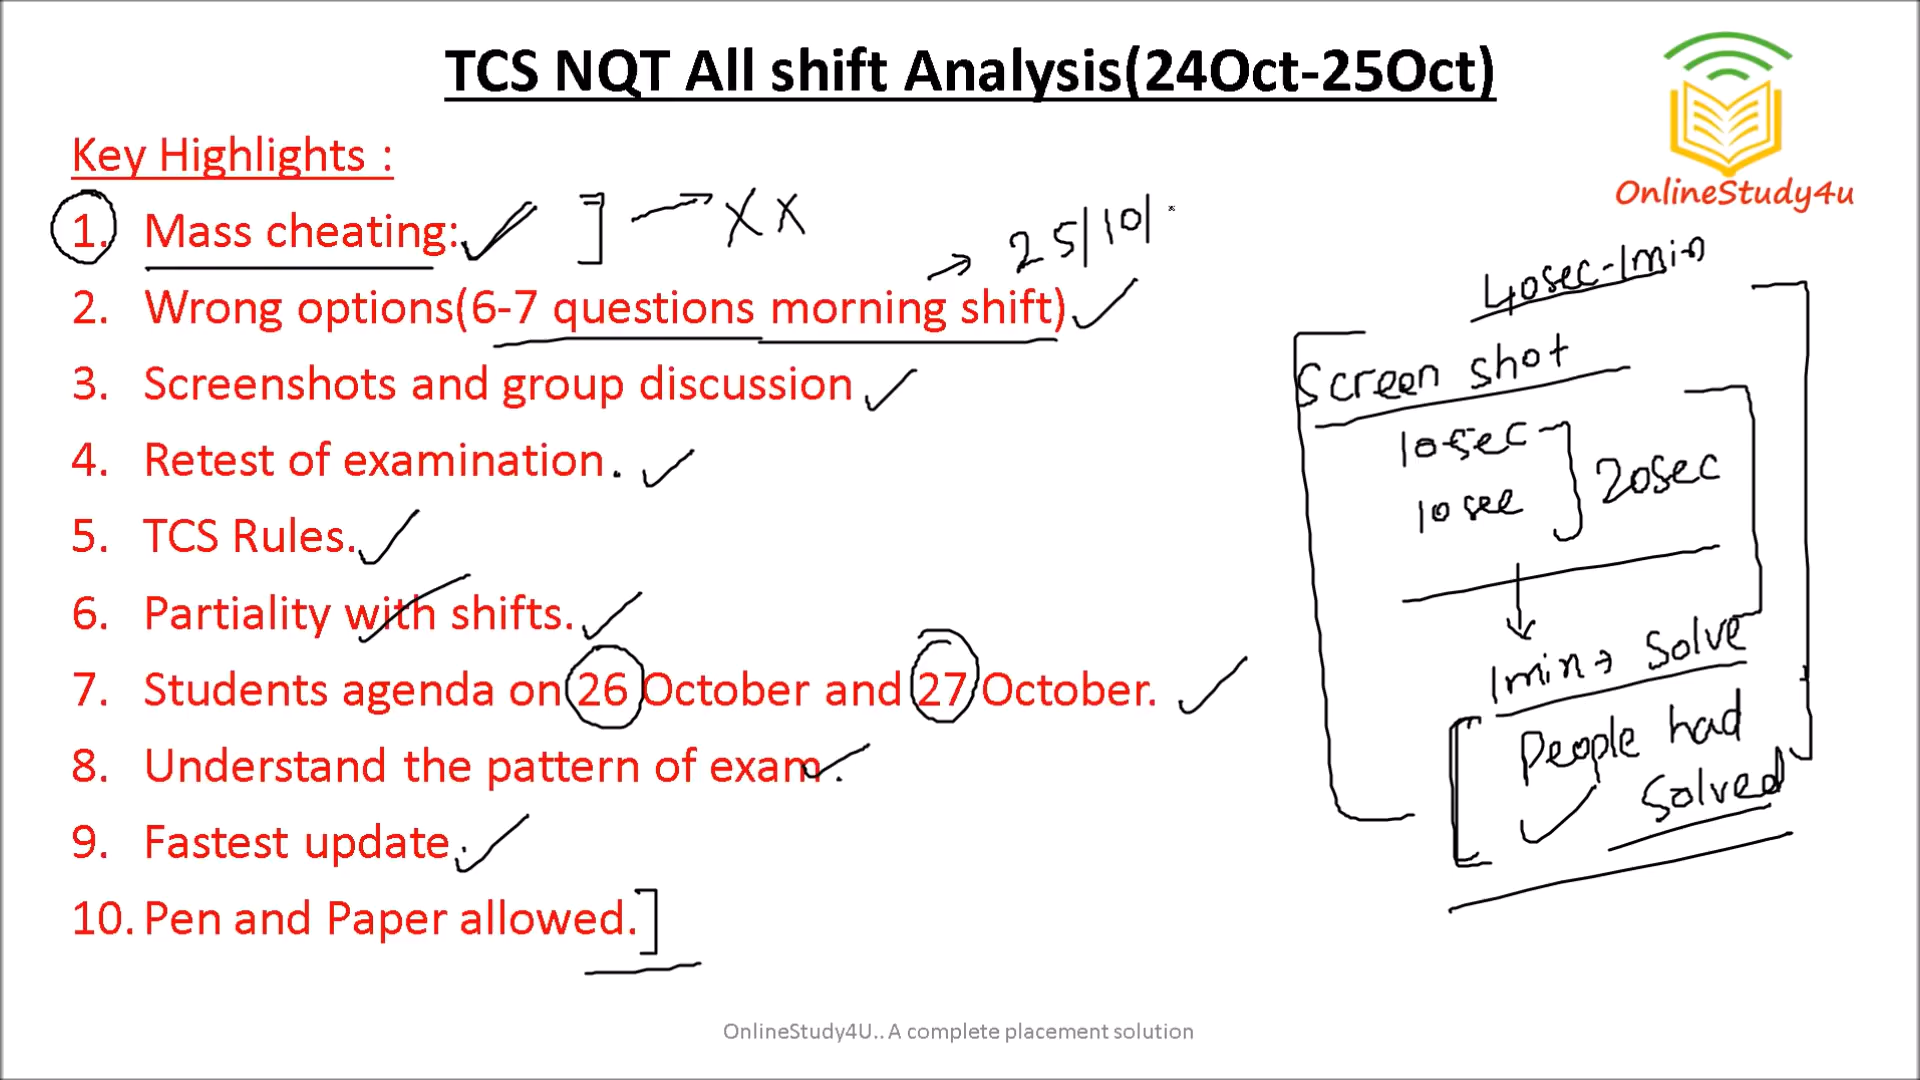 TCS NQT All shift Analysis(24Oct-25Oct)
OnlineStudy4u
Key Highlights :
1. Mass cheating:
XX
25/10/
2. Wrong options(6-7 questions morning shift)
3. Screenshots and group discussion
4. Retest of examination.
5. TCS Rules.
6. Partiality with shifts.
7. Students agenda on 26 October and 27 October.
8. Understand the pattern of exam.
9. Fastest update.
10. Pen and Paper allowed.
40sec-1min
Screen shot
10sec
10sec
20sec
1min → Solve
People had
Solved
OnlineStudy4U.. A complete placement solution